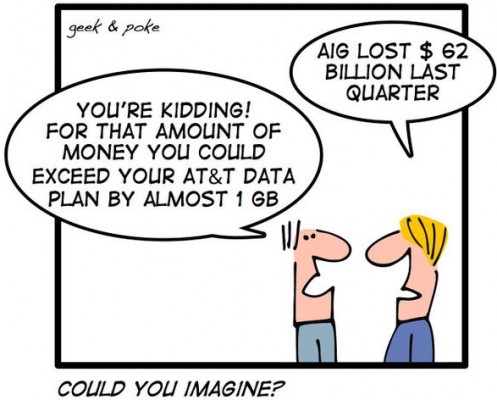 geek & poke
AIG LOST $ 62
BILLION LAST
QUARTER
YOU'RE KIDDING!
FOR THAT AMOUNT OF
MONEY YOU COULD
EXCEED YOUR AT&T DATA
PLAN BY ALMOST 1 GB
COULD YOU IMAGINE?